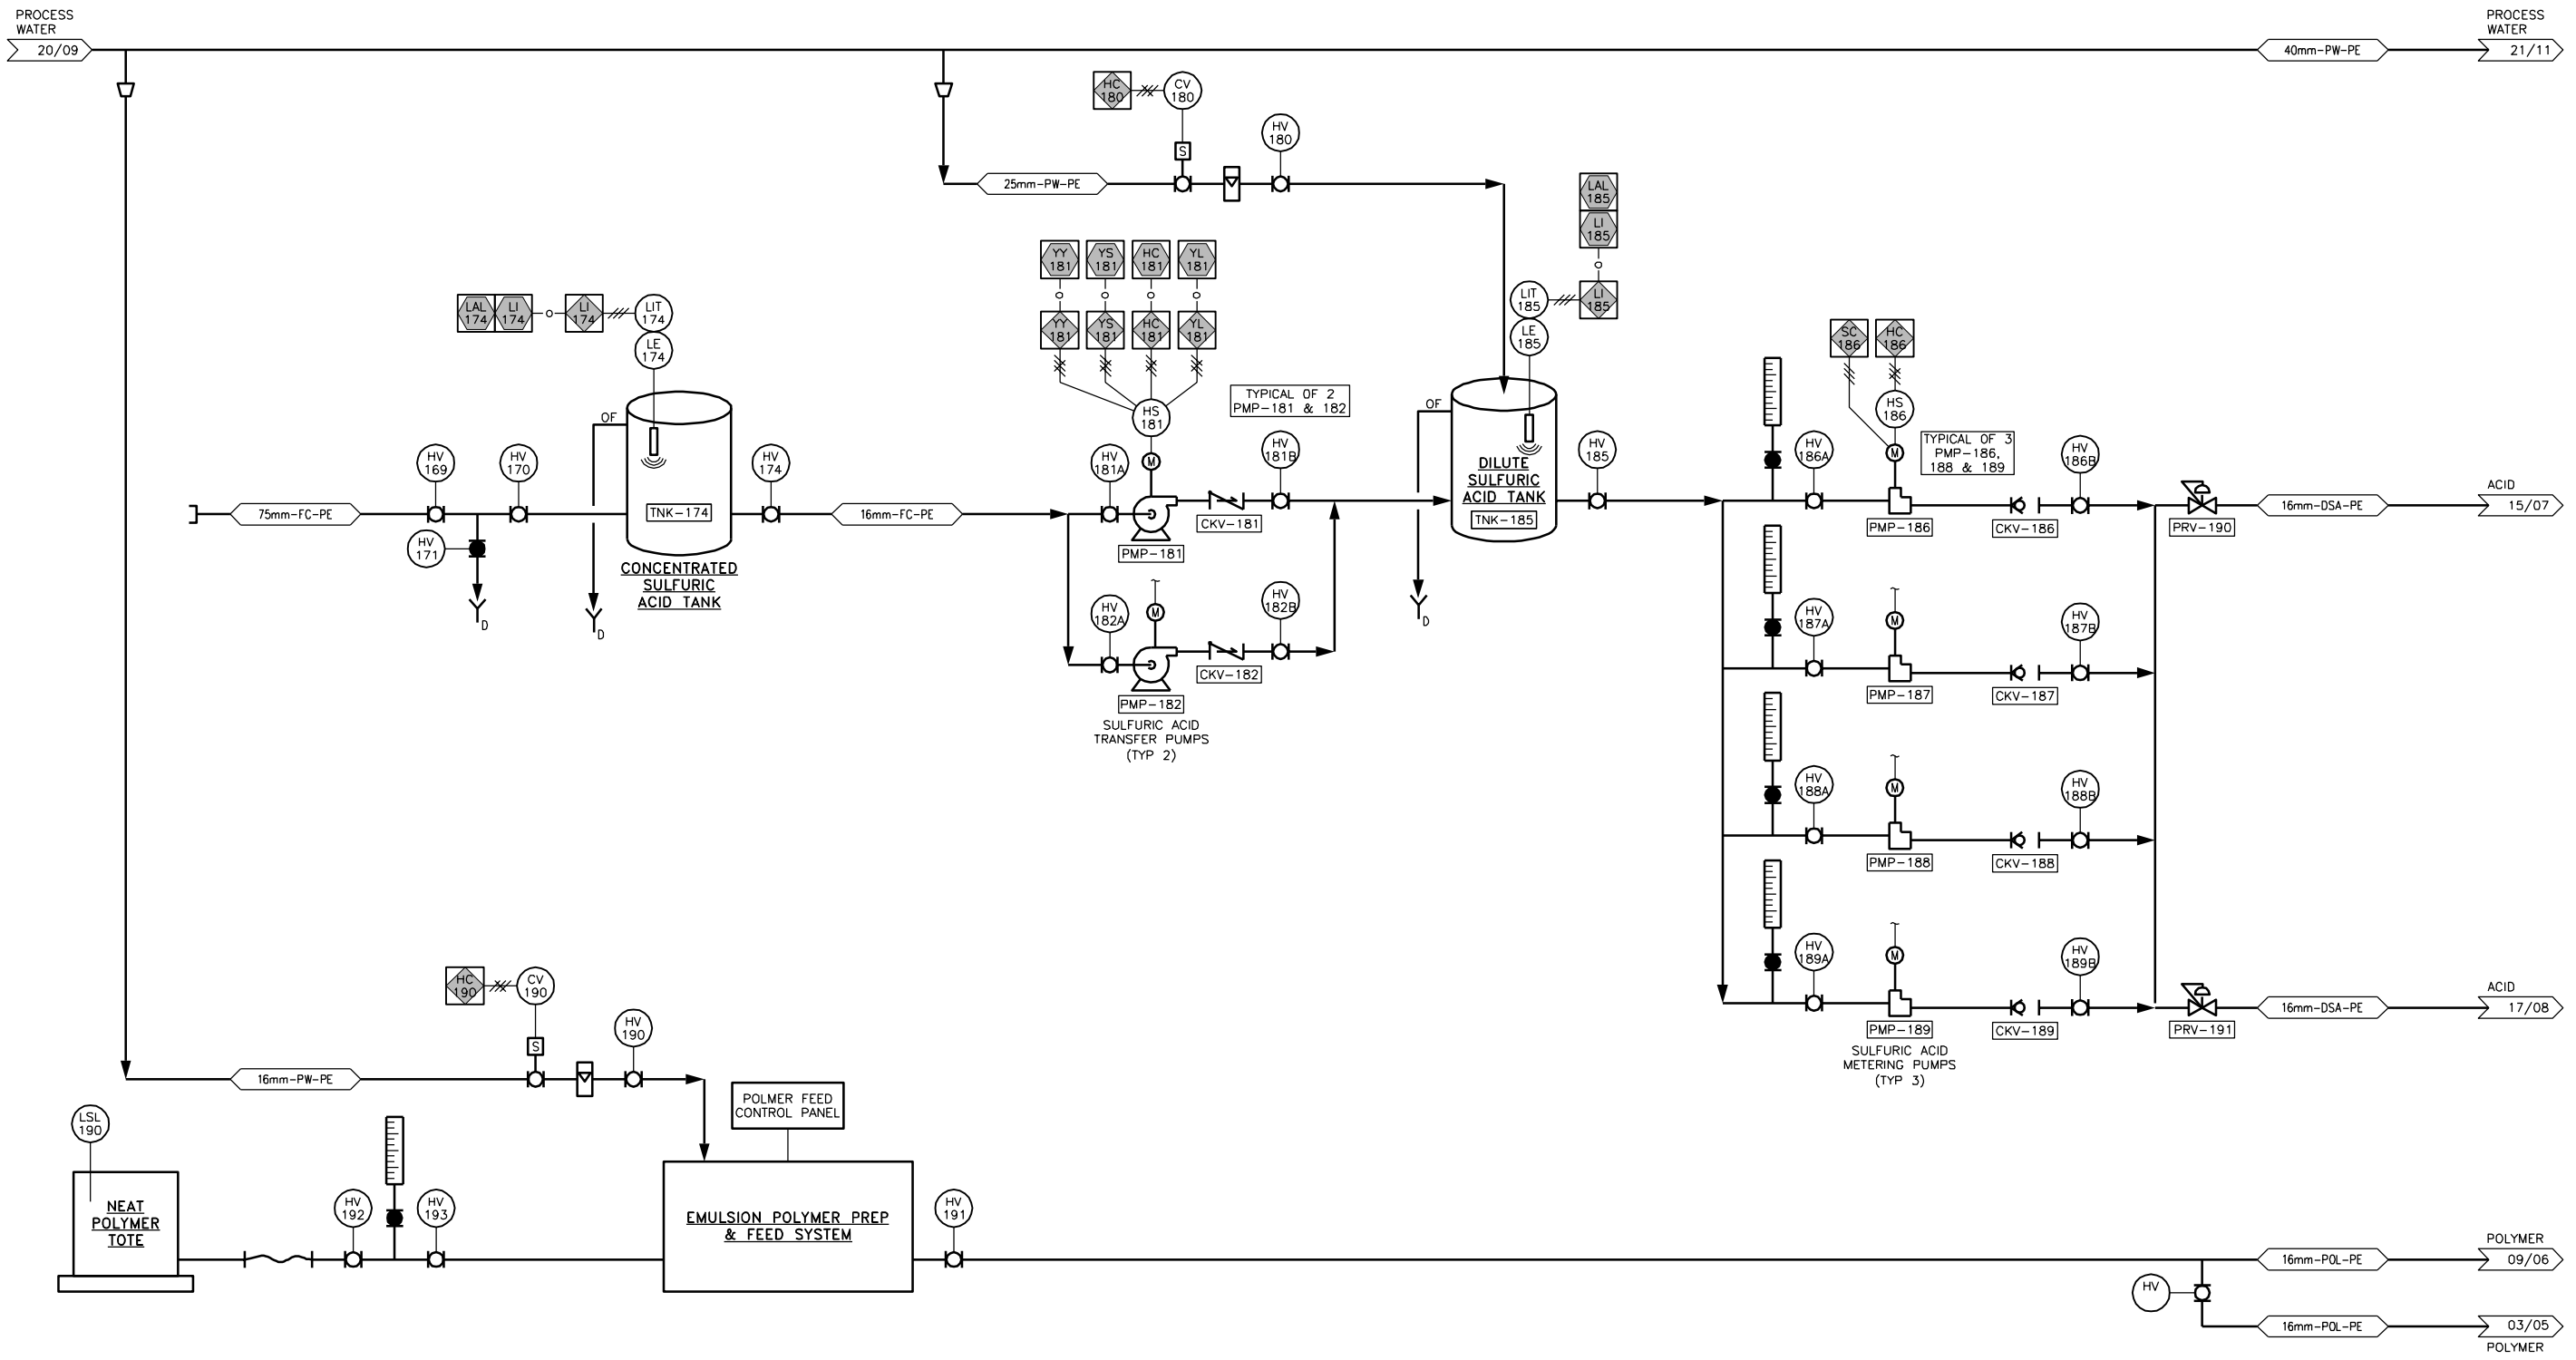 PROCESS
WATER
20/09
40mm-PW-PE
PROCESS
WATER
21/11
HC
180
CV
180
S
HV
180
25mm-PW-PE
LAL
185
LI
185
LIT
185
LI
185
LE
185
YY
181
YS
181
HC
181
YL
181
YY
181
YS
181
HC
181
YL
181
HS
181
M
TYPICAL OF 2
PMP-181 & 182
LAL
174
LI
174
LI
174
LIT
174
LE
174
OF
HV
169
HV
170
HV
171
D
D
75mm-FC-PE
TNK-174
CONCENTRATED
SULFURIC
ACID TANK
HV
174
16mm-FC-PE
HV
181A
PMP-181
CKV-181
HV
181B
HV
182A
M
PMP-182
CKV-182
HV
182B
SULFURIC ACID
TRANSFER PUMPS
(TYP 2)
OF
D
DILUTE
SULFURIC
ACID TANK
TNK-185
HV
185
SC
186
HC
186
HS
186
M
TYPICAL OF 3
PMP-186,
188 & 189
HV
186A
PMP-186
CKV-186
HV
186B
PRV-190
16mm-DSA-PE
ACID
15/07
HV
187A
M
PMP-187
CKV-187
HV
187B
HV
188A
M
PMP-188
CKV-188
HV
188B
HV
189A
M
PMP-189
CKV-189
HV
189B
PRV-191
16mm-DSA-PE
ACID
17/08
SULFURIC ACID
METERING PUMPS
(TYP 3)
HC
190
CV
190
S
HV
190
16mm-PW-PE
POLMER FEED
CONTROL PANEL
LSL
190
NEAT
POLYMER
TOTE
HV
192
HV
193
EMULSION POLYMER PREP
& FEED SYSTEM
HV
191
16mm-POL-PE
POLYMER
09/06
HV
16mm-POL-PE
03/05
POLYMER